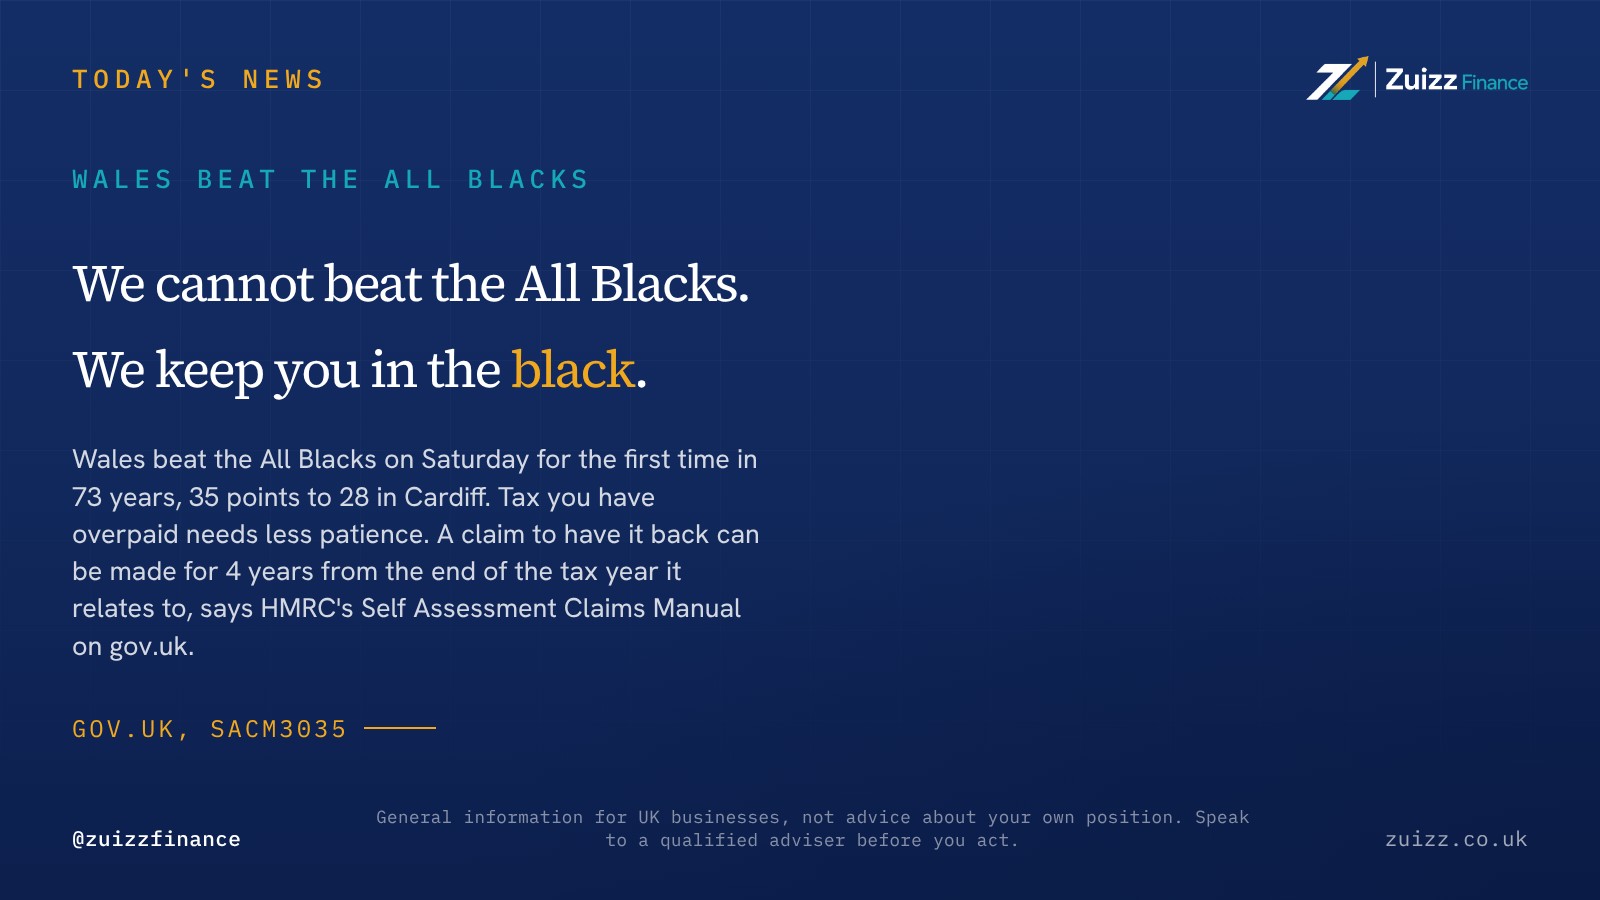 TODAY'S NEWS
Zuizz Finance
WALES BEAT THE ALL BLACKS
We cannot beat the All Blacks.
We keep you in the black.
Wales beat the All Blacks on Saturday for the first time in
73 years, 35 points to 28 in Cardiff. Tax you have
overpaid needs less patience. A claim to have it back can
be made for 4 years from the end of the tax year it
relates to, says HMRC's Self Assessment Claims Manual
on gov.uk.
GOV.UK, SACM3035
General information for UK businesses, not advice about your own position. Speak
to a qualified adviser before you act.
@zuizzfinance
zuizz.co.uk